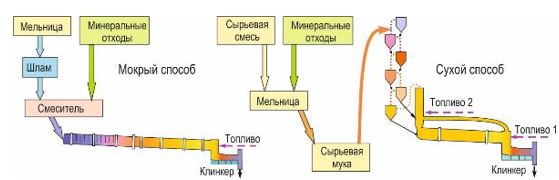 Мельница
Минеральные
отходы
Шлам
Мокрый способ
Смеситель
Топливо
Клинкер
Сырьевая
смесь
Минеральные
отходы
Мельница
Сырьевая
мука
Сухой способ
Топливо 2
Топливо 1
Клинкер